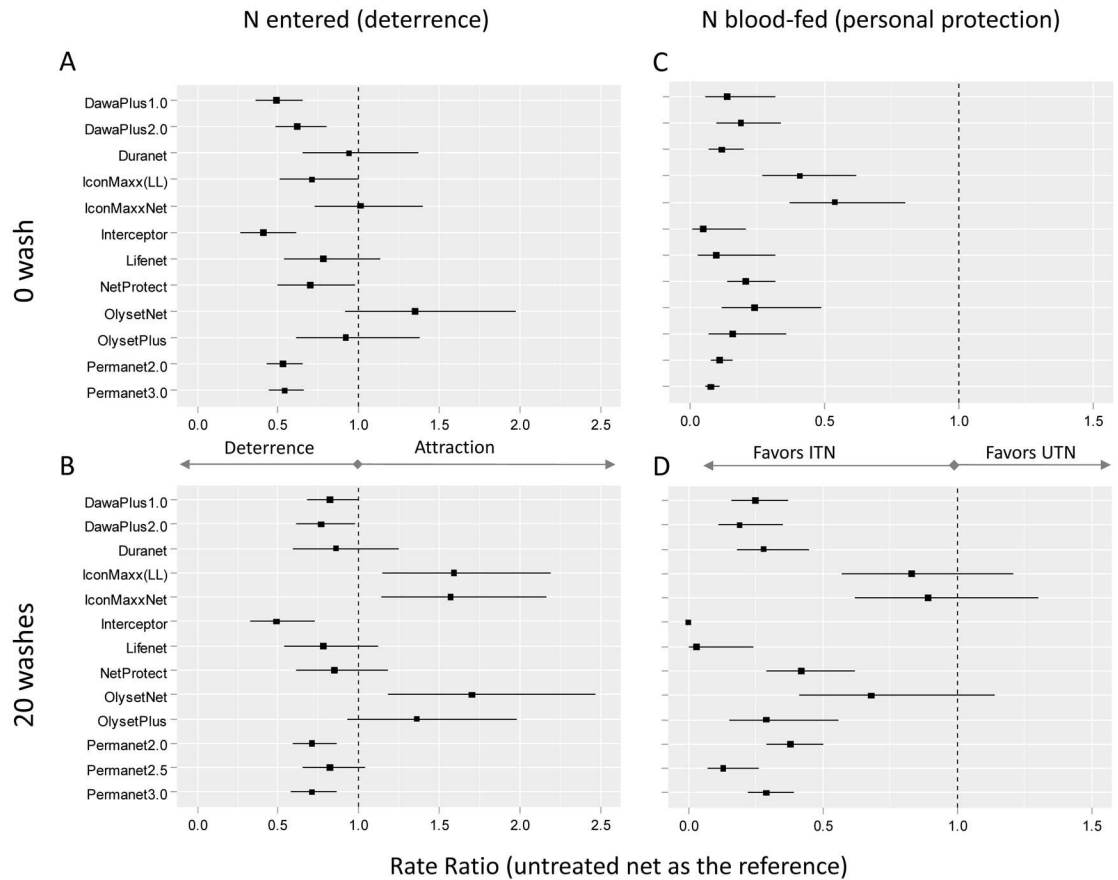 N entered (deterrence)
N blood-fed (personal protection)
A
C
0 wash
DawaPlus1.0
DawaPlus2.0
Duranet
IconMaxx(LL)
IconMaxxNet
Interceptor
Lifenet
NetProtect
OlysetNet
OlysetPlus
Permanet2.0
Permanet3.0
0.0 0.5 1.0 1.5 2.0 2.5
0.0 0.5 1.0 1.5
Deterrence Attraction
Favors ITN Favors UTN
B
D
20 washes
DawaPlus1.0
DawaPlus2.0
Duranet
IconMaxx(LL)
IconMaxxNet
Interceptor
Lifenet
NetProtect
OlysetNet
OlysetPlus
Permanet2.0
Permanet2.5
Permanet3.0
0.0 0.5 1.0 1.5 2.0 2.5
0.0 0.5 1.0 1.5
Rate Ratio (untreated net as the reference)